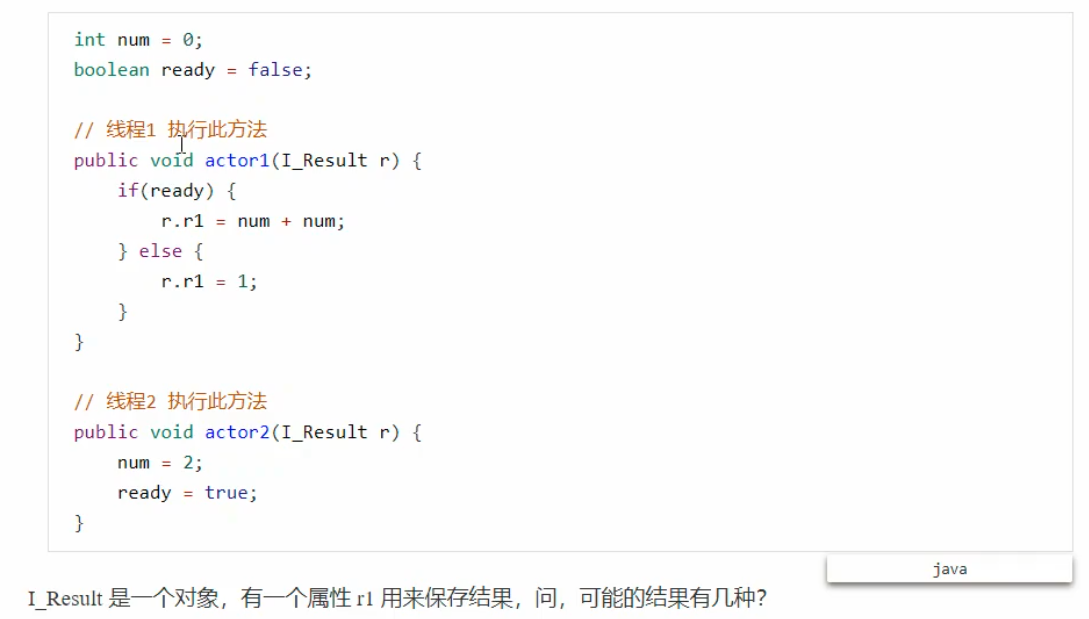 int num = 0;
boolean ready = false;
// 线程1 执行此方法
public void actor1(I_Result r) {
if(ready) {
r.r1 = num + num;
} else {
r.r1 = 1;
}
}
// 线程2 执行此方法
public void actor2(I_Result r) {
num = 2;
ready = true;
}
java
I_Result 是一个对象，有一个属性 r1 用来保存结果，问，可能的结果有几种？